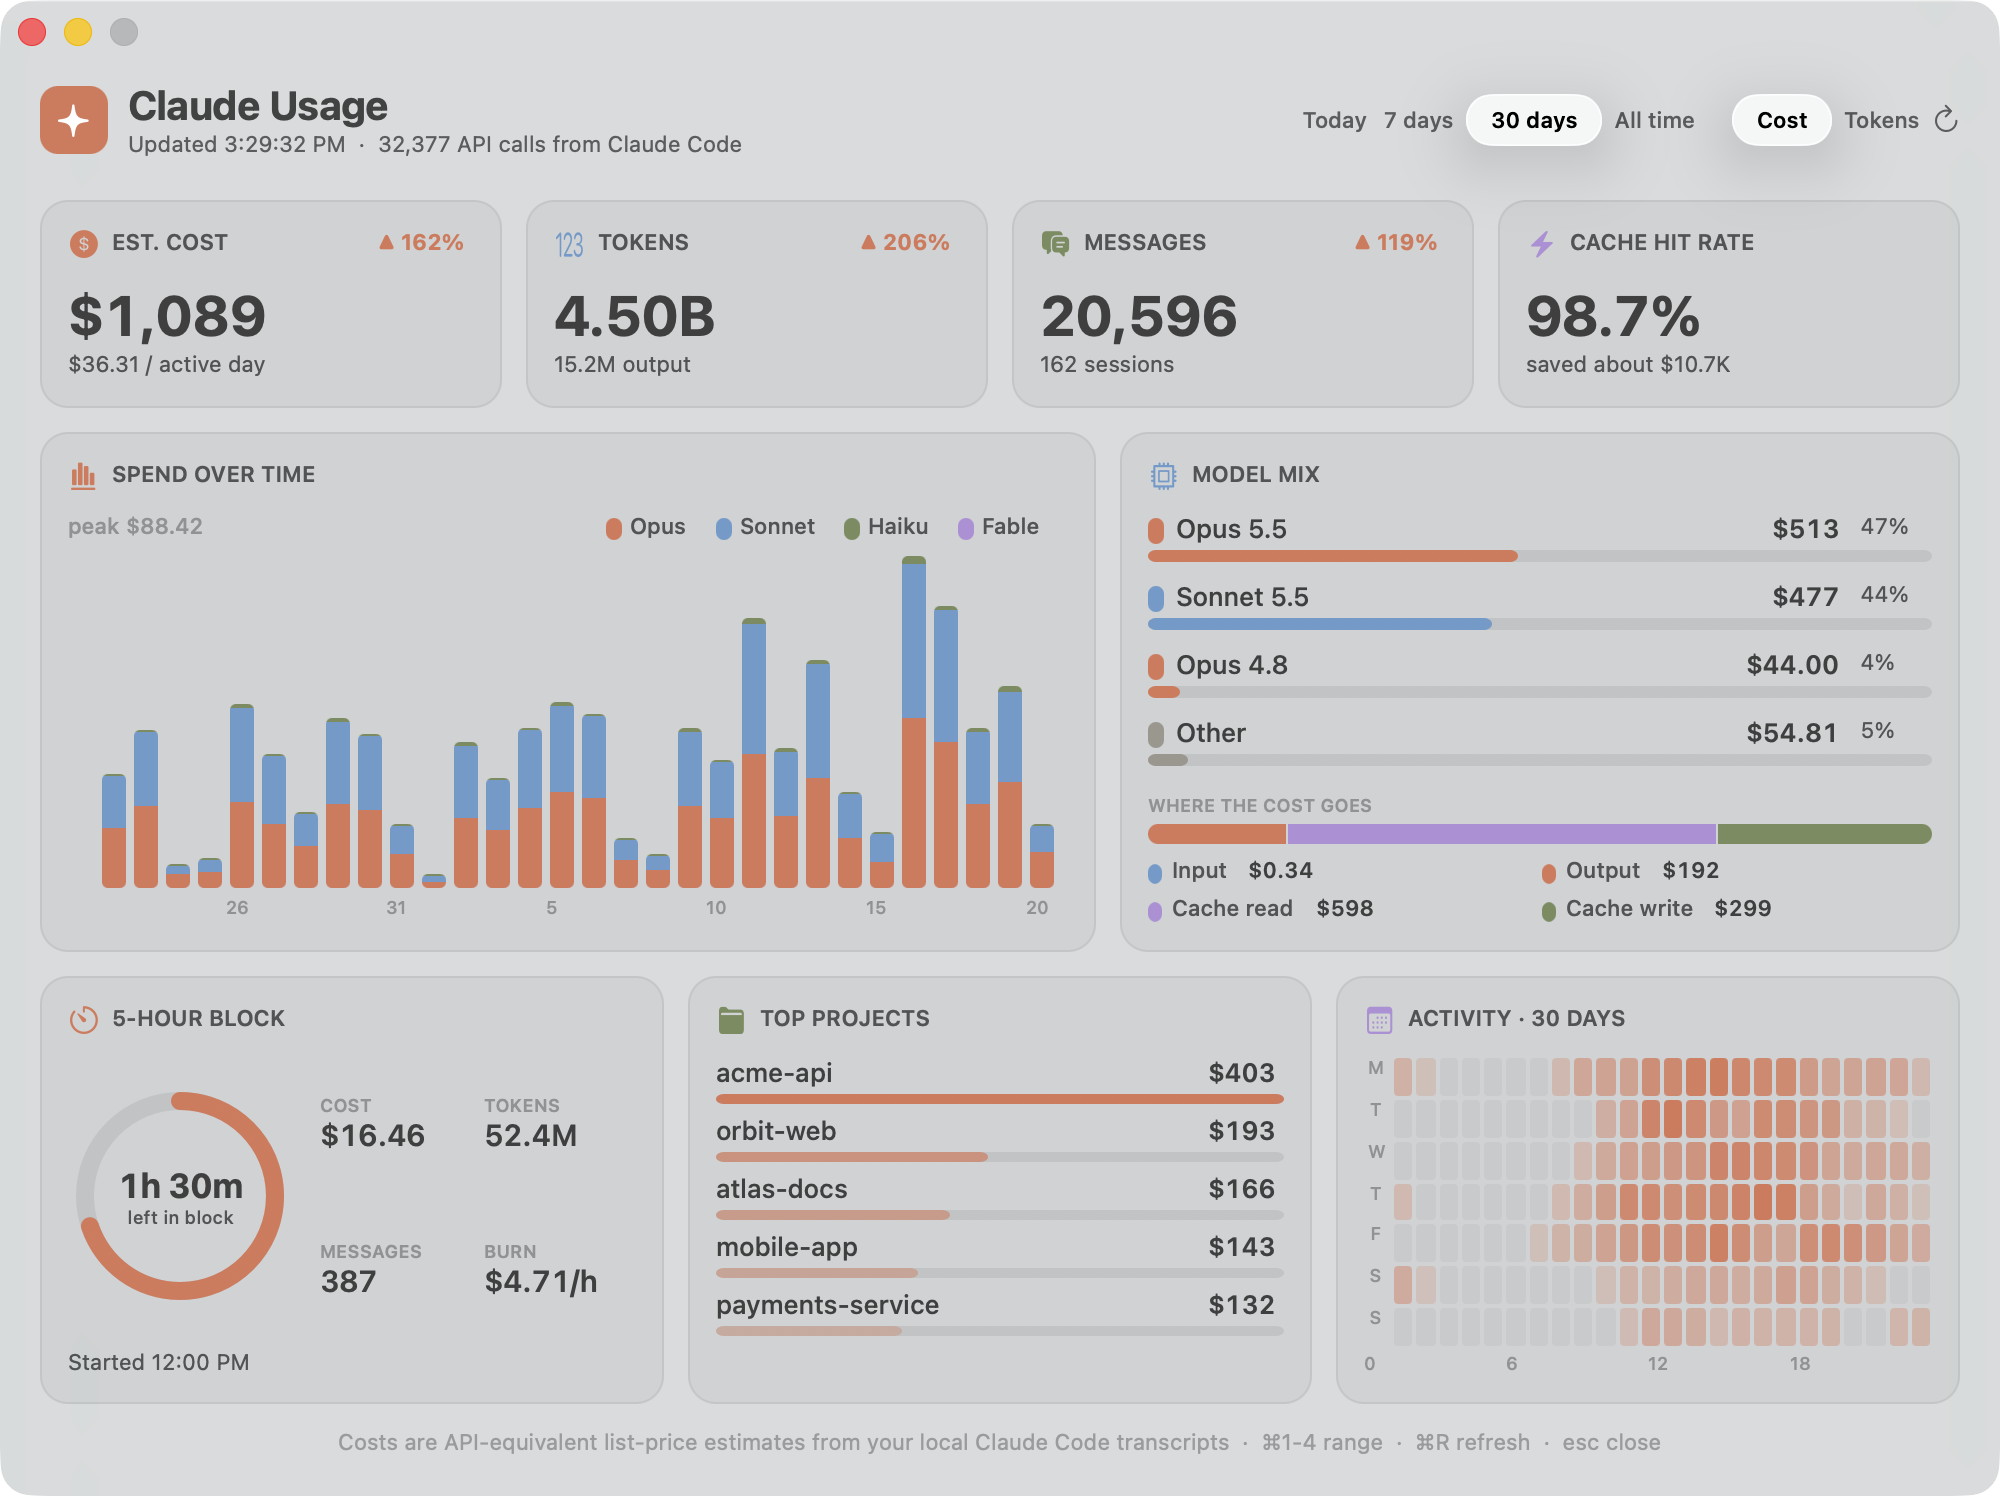 Claude Usage
Updated 3:29:32 PM · 32,377 API calls from Claude Code
Today 7 days 30 days All time Cost Tokens
$ EST. COST ▲ 162%
$1,089
$36.31 / active day
123 TOKENS ▲ 206%
4.50B
15.2M output
MESSAGES ▲ 119%
20,596
162 sessions
CACHE HIT RATE
98.7%
saved about $10.7K
SPEND OVER TIME
peak $88.42
Opus Sonnet Haiku Fable
26 31 5 10 15 20
MODEL MIX
Opus 5.5 $513 47%
Sonnet 5.5 $477 44%
Opus 4.8 $44.00 4%
Other $54.81 5%
WHERE THE COST GOES
Input $0.34 Output $192
Cache read $598 Cache write $299
5-HOUR BLOCK
1h 30m
left in block
COST TOKENS
$16.46 52.4M
MESSAGES BURN
387 $4.71/h
Started 12:00 PM
TOP PROJECTS
acme-api $403
orbit-web $193
atlas-docs $166
mobile-app $143
payments-service $132
ACTIVITY · 30 DAYS
M
T
W
T
F
S
S
0 6 12 18
Costs are API-equivalent list-price estimates from your local Claude Code transcripts · ⌘1-4 range · ⌘R refresh · esc close